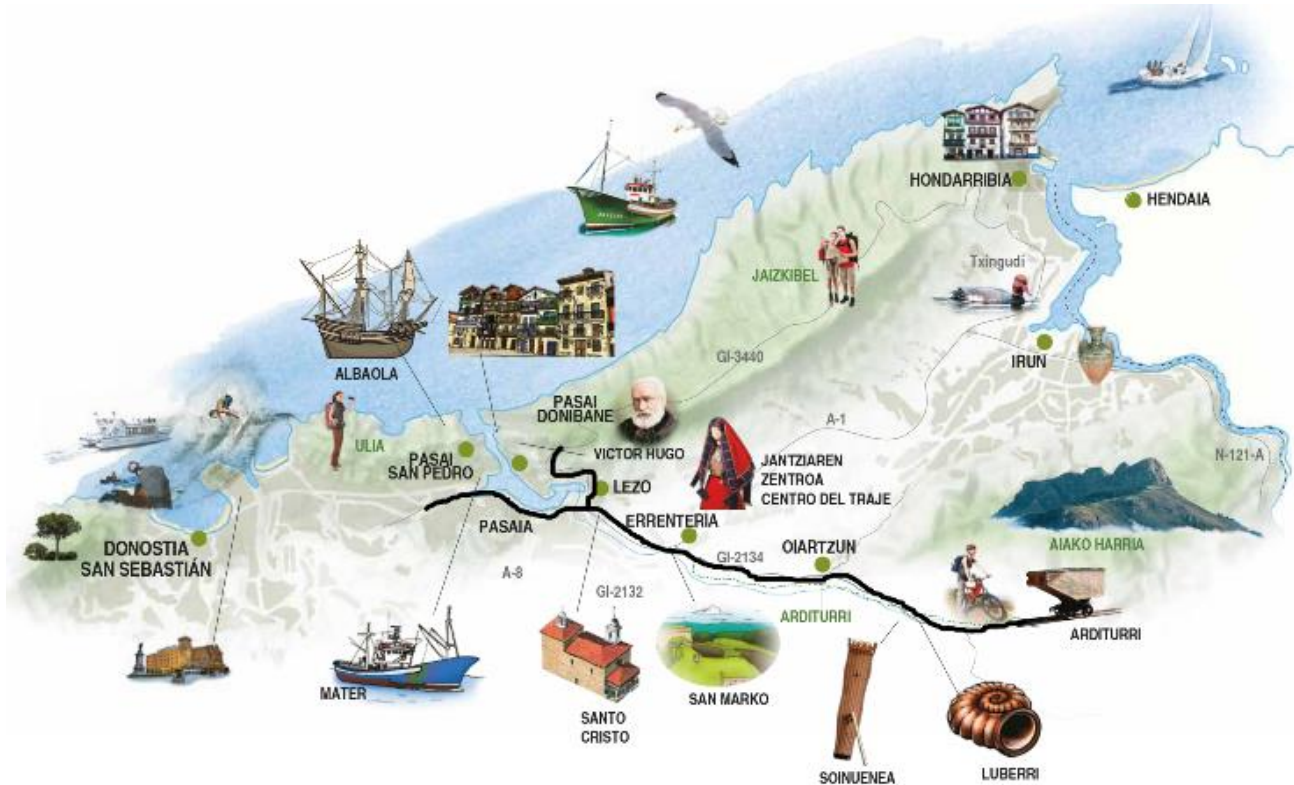 HONDARRIBIA
HENDAIA
JAIZKIBEL
Txingudi
GI-3440
IRUN
ALBAOLA
PASAI
DONIBANE
ULIA
A-1
PASAI
SAN PEDRO
VICTOR HUGO
N-121-A
JANTZIAREN
ZENTROA
CENTRO DEL TRAJE
LEZO
PASAIA
ERRENTERIA
DONOSTIA
SAN SEBASTIÁN
OIARTZUN
AIAKO HARRIA
GI-2134
A-8
GI-2132
ARDITURRI
ARDITURRI
MATER
SAN MARKO
SANTO
CRISTO
SOINUENEA
LUBERRI